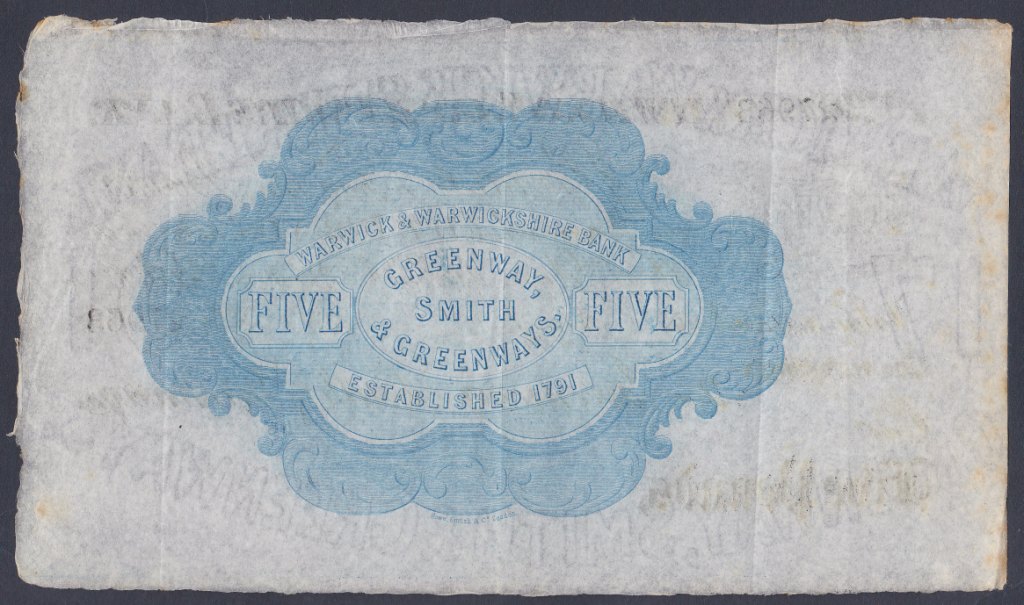 WARWICK & WARWICKSHIRE BANK
GREENWAY,
FIVE SMITH FIVE
& GREENWAYS.
ESTABLISHED 1791